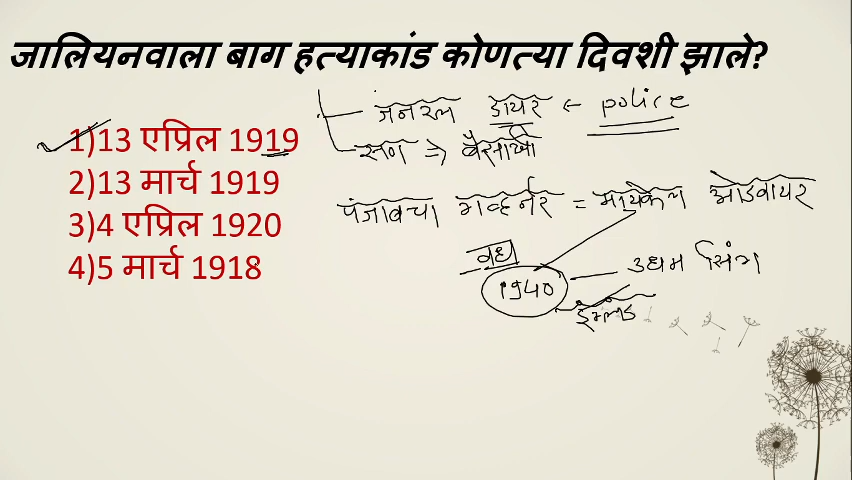 जालियनवाला बाग हत्याकांड कोणत्या दिवशी झाले?
1)13 एप्रिल 1919
2)13 मार्च 1919
3)4 एप्रिल 1920
4)5 मार्च 1918
जनरल डायर ← police
सण ⇒ बैसाखी
पंजाबचा गव्हर्नर = मायकेल ओडवायर
वध
१९४० उधम सिंग
इंग्लंड